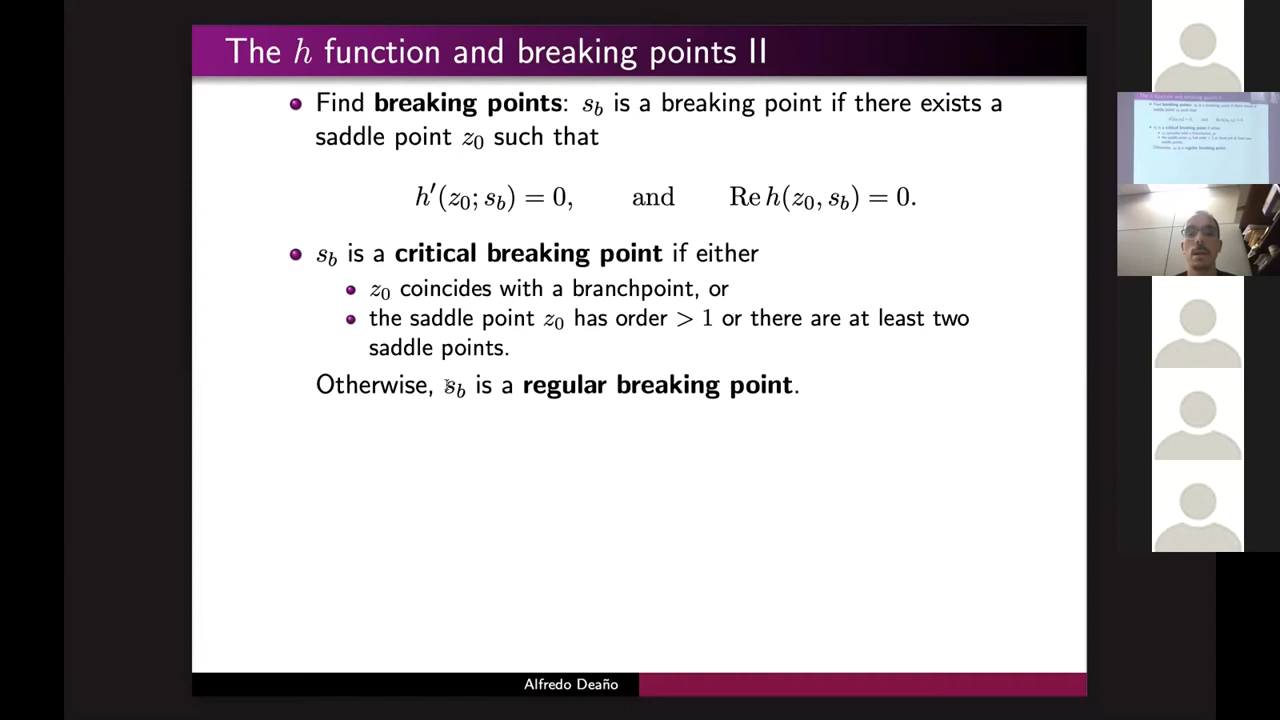 The h function and breaking points II
Find breaking points: s_b is a breaking point if there exists a
saddle point z_0 such that
h′(z_0; s_b) = 0, and Re h(z_0, s_b) = 0.
s_b is a critical breaking point if either
z_0 coincides with a branchpoint, or
the saddle point z_0 has order > 1 or there are at least two
saddle points.
Otherwise, s_b is a regular breaking point.
Alfredo Deaño